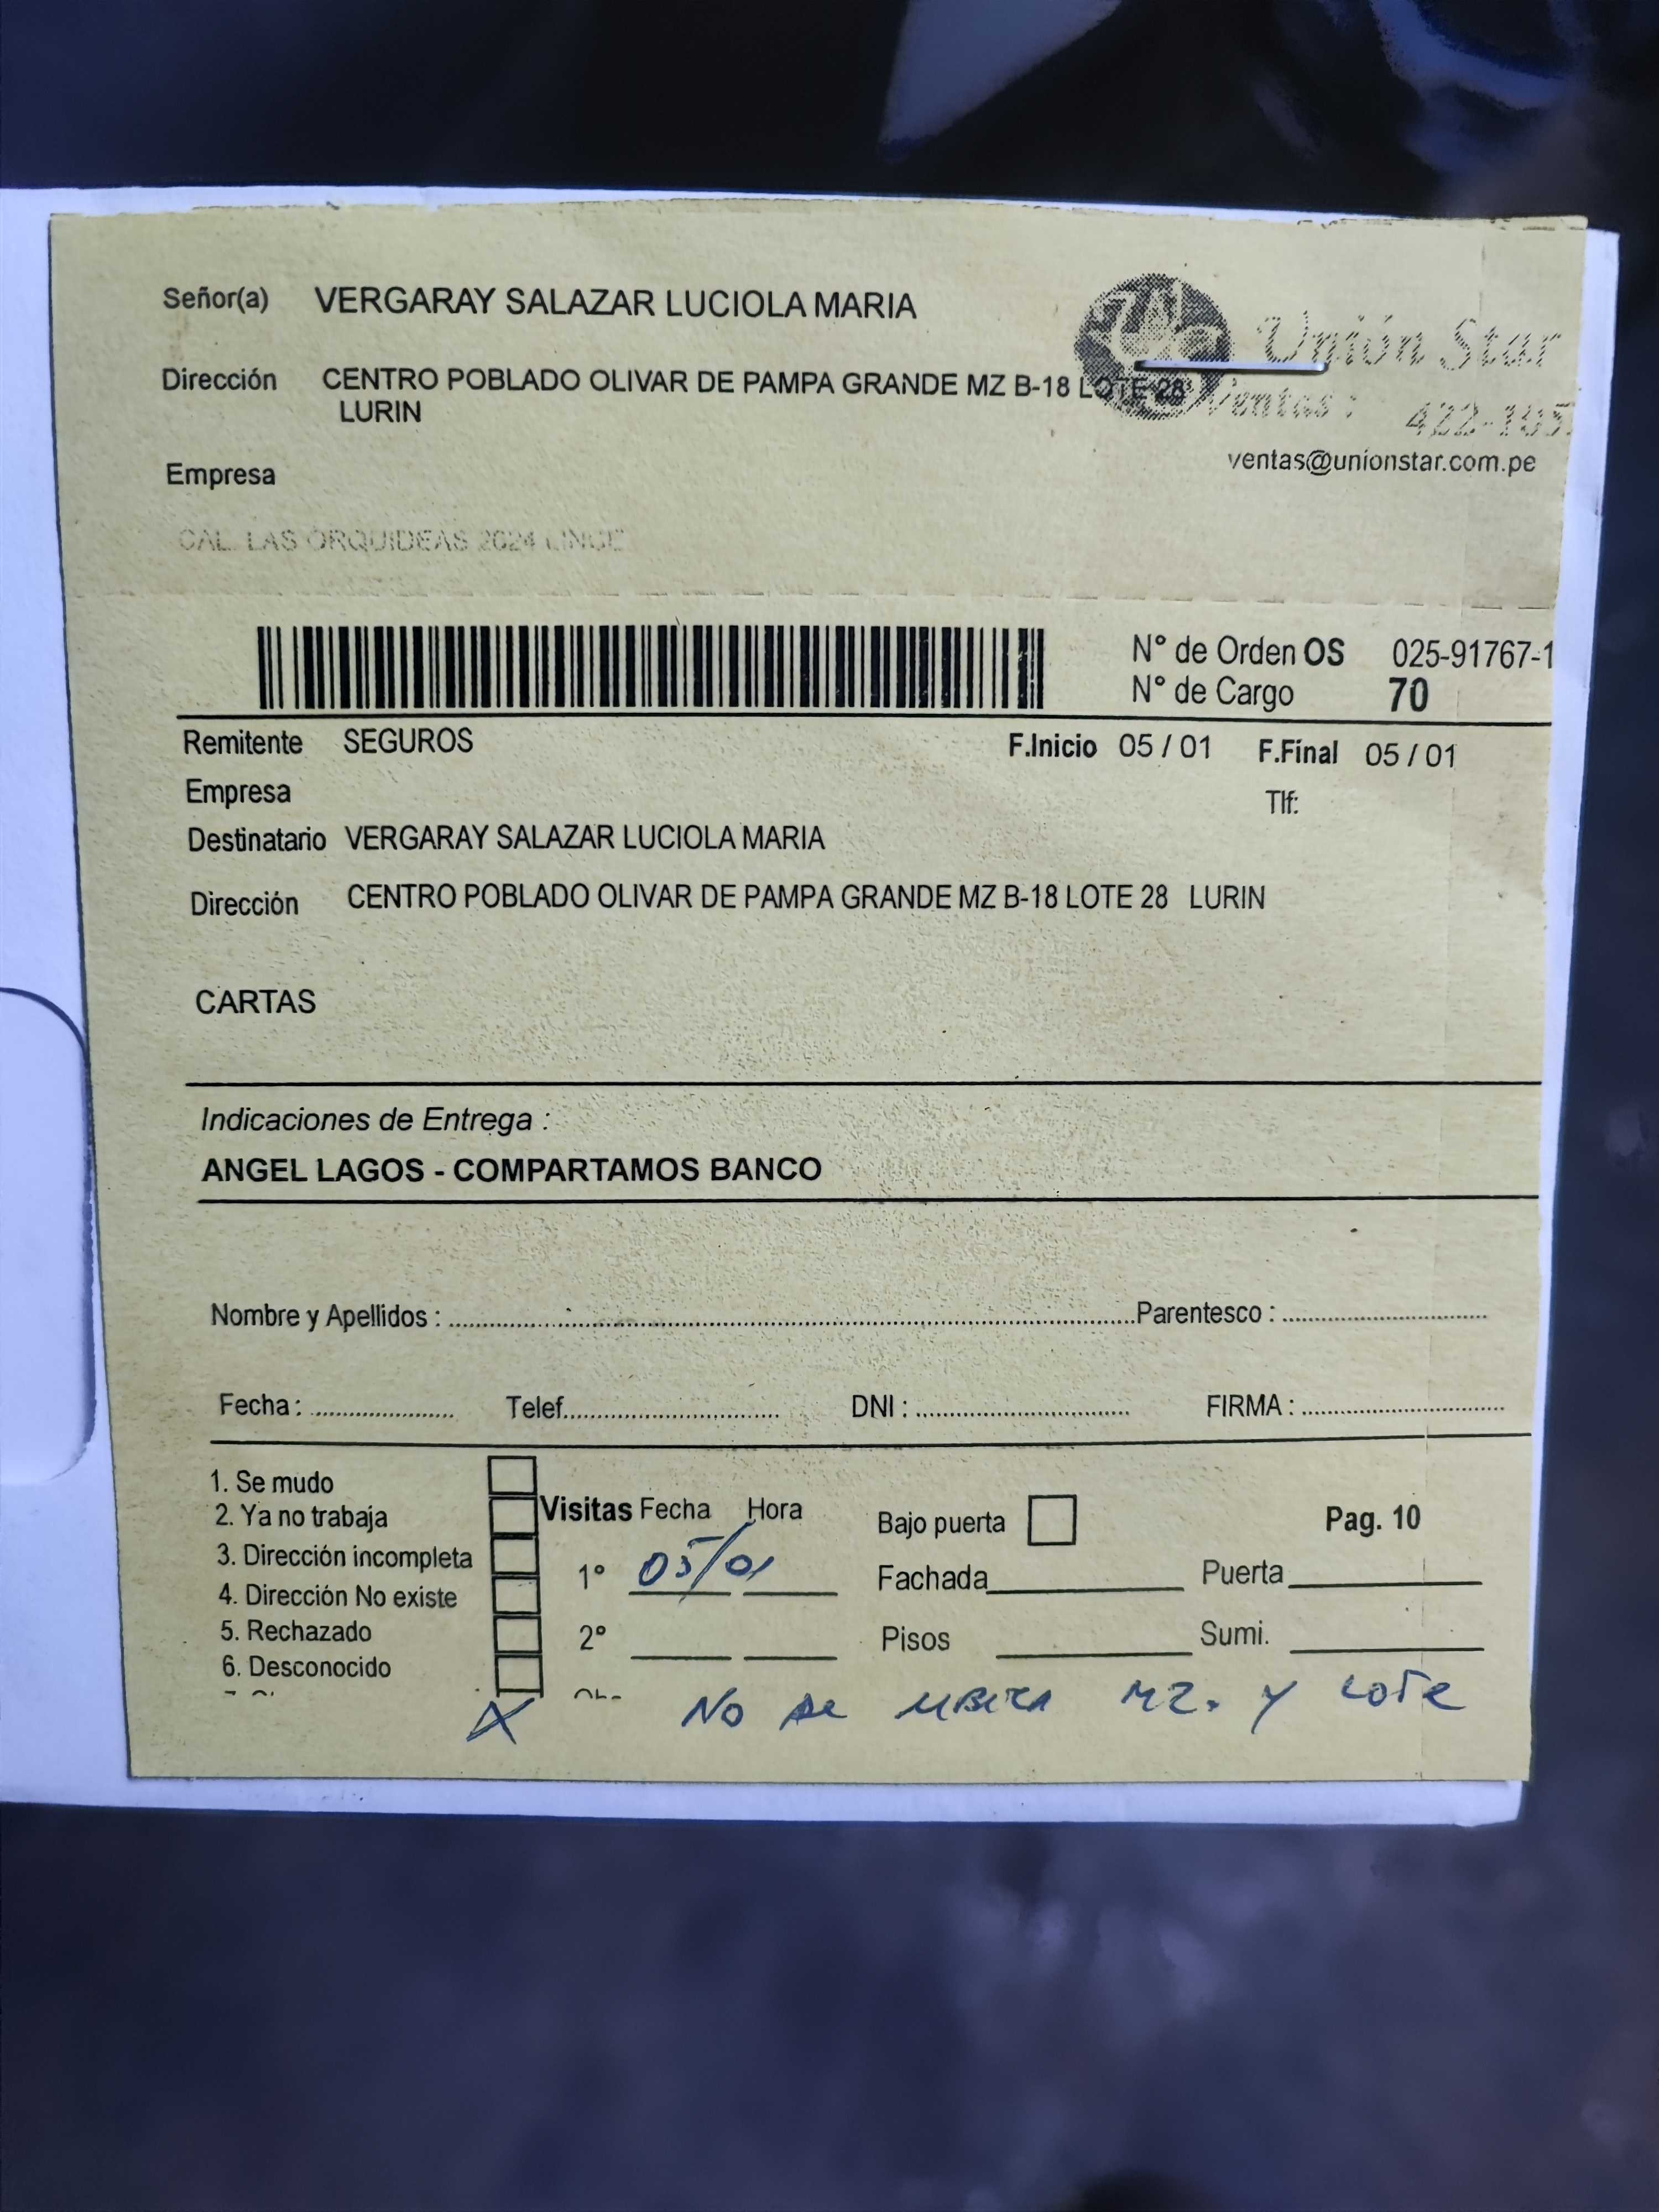 Señor(a) VERGARAY SALAZAR LUCIOLA MARIA
Unión Star
Dirección CENTRO POBLADO OLIVAR DE PAMPA GRANDE MZ B-18 LOTE 28
LURIN
Ventas : 422-105
ventas@unionstar.com.pe
Empresa
CAL. LAS ORQUIDEAS 2624 LINCE
N° de Orden OS 025-91767-1
N° de Cargo 70
Remitente SEGUROS F.Inicio 05 / 01 F.Final 05 / 01
Empresa Tlf:
Destinatario VERGARAY SALAZAR LUCIOLA MARIA
Dirección CENTRO POBLADO OLIVAR DE PAMPA GRANDE MZ B-18 LOTE 28 LURIN
CARTAS
Indicaciones de Entrega :
ANGEL LAGOS - COMPARTAMOS BANCO
Nombre y Apellidos : Parentesco :
Fecha : Telef. DNI : FIRMA :
1. Se mudo
2. Ya no trabaja
3. Dirección incompleta
4. Dirección No existe
5. Rechazado
6. Desconocido
Visitas Fecha Hora
1° 05/01
2°
Bajo puerta Pag. 10
Fachada Puerta
Pisos Sumi.
X No se ubica MZ. y Lote